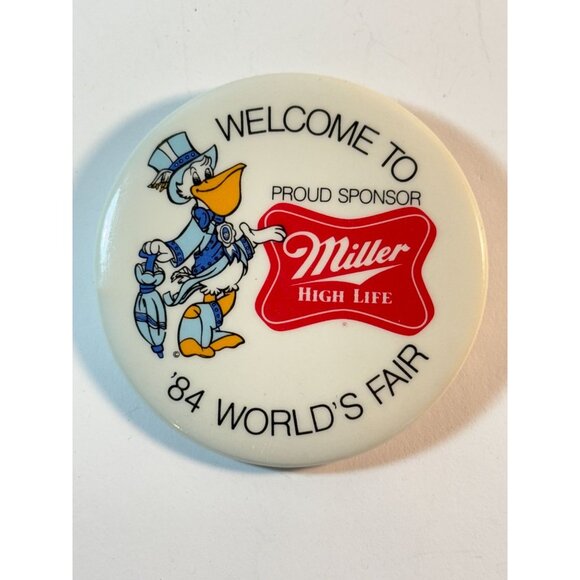 WELCOME TO
PROUD SPONSOR
Miller
HIGH LIFE
®
©
'84 WORLD'S FAIR